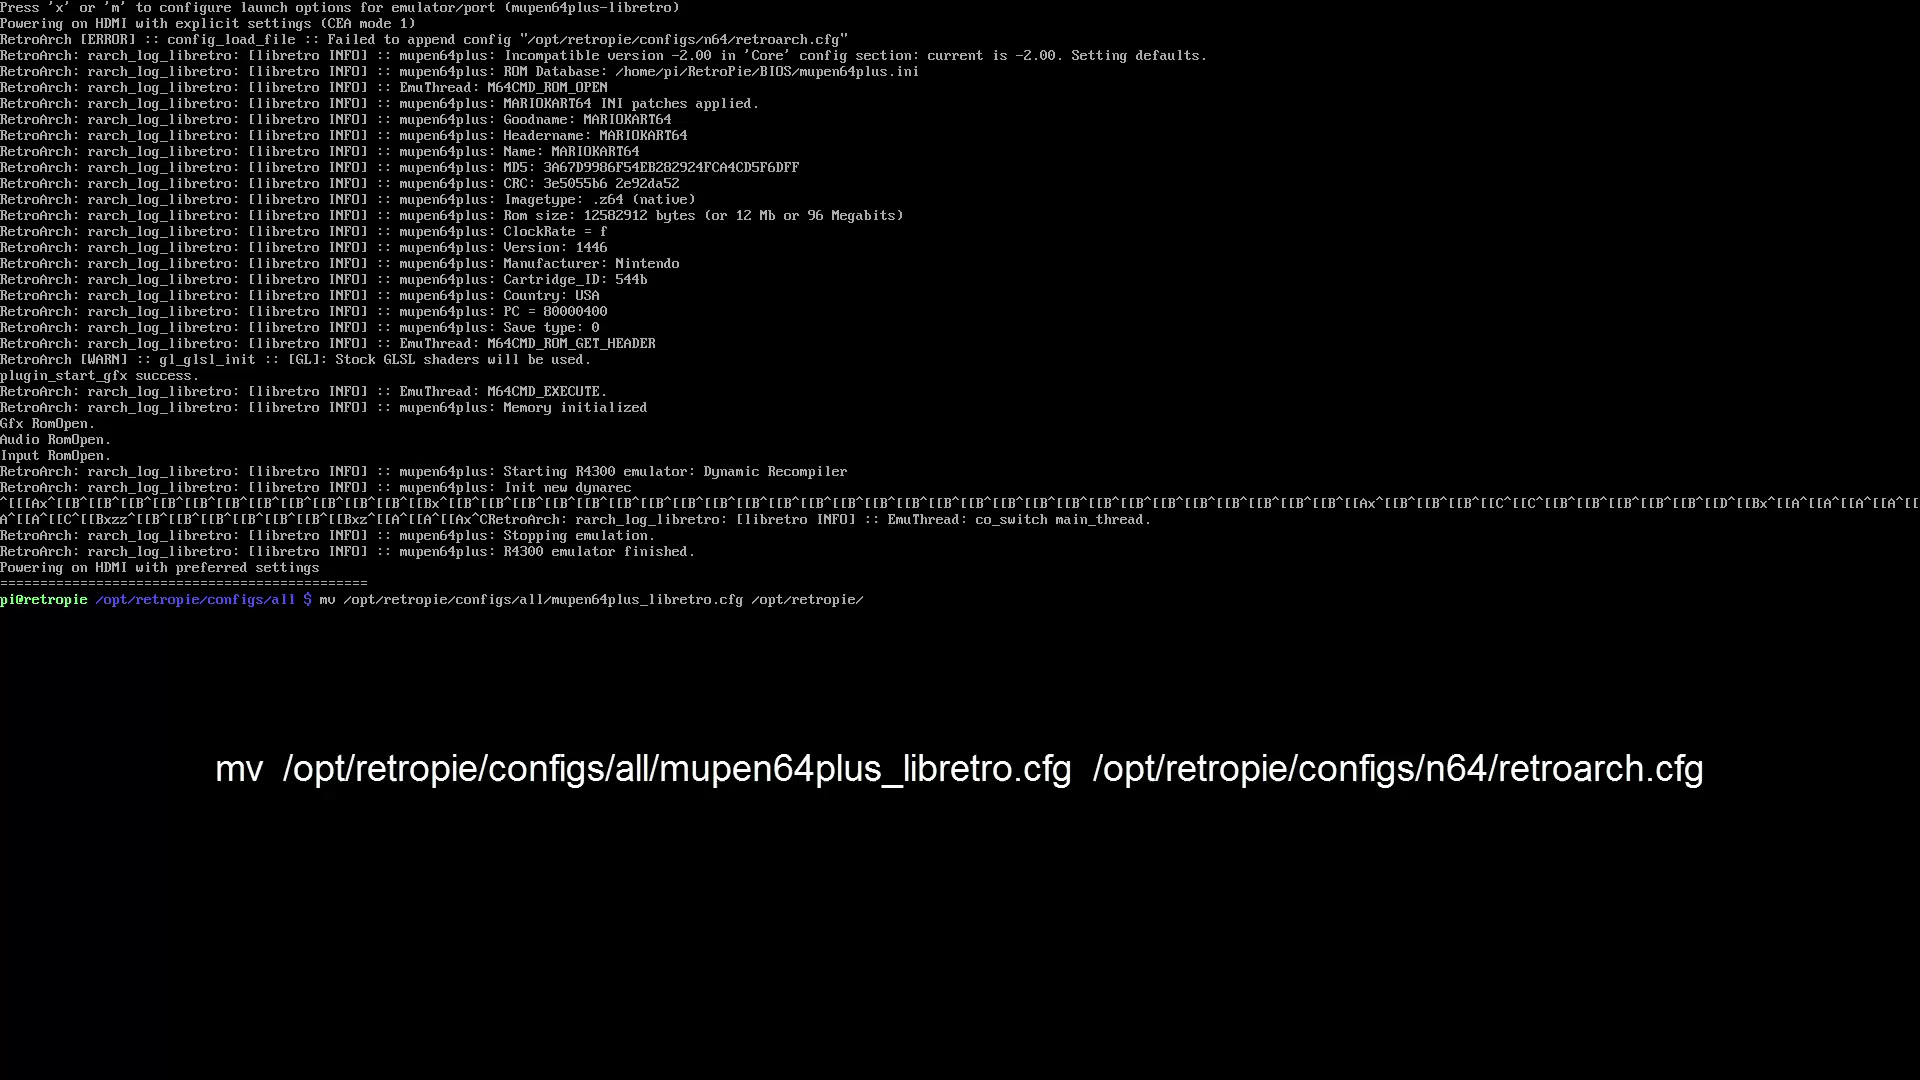 Press 'x' or 'm' to configure launch options for emulator/port (mupen64plus-libretro)
Powering on HDMI with explicit settings (CEA mode 1)
RetroArch [ERROR] :: config_load_file :: Failed to append config "/opt/retropie/configs/n64/retroarch.cfg"
RetroArch: rarch_log_libretro: [libretro INFO] :: mupen64plus: Incompatible version -2.00 in 'Core' config section: current is -2.00. Setting defaults.
RetroArch: rarch_log_libretro: [libretro INFO] :: mupen64plus: ROM Database: /home/pi/RetroPie/BIOS/mupen64plus.ini
RetroArch: rarch_log_libretro: [libretro INFO] :: EmuThread: M64CMD_ROM_OPEN
RetroArch: rarch_log_libretro: [libretro INFO] :: mupen64plus: MARIOKART64 INI patches applied.
RetroArch: rarch_log_libretro: [libretro INFO] :: mupen64plus: Goodname: MARIOKART64
RetroArch: rarch_log_libretro: [libretro INFO] :: mupen64plus: Headername: MARIOKART64
RetroArch: rarch_log_libretro: [libretro INFO] :: mupen64plus: Name: MARIOKART64
RetroArch: rarch_log_libretro: [libretro INFO] :: mupen64plus: MD5: 3A67D9986F54EB282924FCA4CD5F6DFF
RetroArch: rarch_log_libretro: [libretro INFO] :: mupen64plus: CRC: 3e5055b6 2e92da52
RetroArch: rarch_log_libretro: [libretro INFO] :: mupen64plus: Imagetype: .z64 (native)
RetroArch: rarch_log_libretro: [libretro INFO] :: mupen64plus: Rom size: 12582912 bytes (or 12 Mb or 96 Megabits)
RetroArch: rarch_log_libretro: [libretro INFO] :: mupen64plus: ClockRate = f
RetroArch: rarch_log_libretro: [libretro INFO] :: mupen64plus: Version: 1446
RetroArch: rarch_log_libretro: [libretro INFO] :: mupen64plus: Manufacturer: Nintendo
RetroArch: rarch_log_libretro: [libretro INFO] :: mupen64plus: Cartridge_ID: 544b
RetroArch: rarch_log_libretro: [libretro INFO] :: mupen64plus: Country: USA
RetroArch: rarch_log_libretro: [libretro INFO] :: mupen64plus: PC = 80000400
RetroArch: rarch_log_libretro: [libretro INFO] :: mupen64plus: Save type: 0
RetroArch: rarch_log_libretro: [libretro INFO] :: EmuThread: M64CMD_ROM_GET_HEADER
RetroArch [WARN] :: gl_glsl_init :: [GL]: Stock GLSL shaders will be used.
plugin_start_gfx success.
RetroArch: rarch_log_libretro: [libretro INFO] :: EmuThread: M64CMD_EXECUTE.
RetroArch: rarch_log_libretro: [libretro INFO] :: mupen64plus: Memory initialized
Gfx RomOpen.
Audio RomOpen.
Input RomOpen.
RetroArch: rarch_log_libretro: [libretro INFO] :: mupen64plus: Starting R4300 emulator: Dynamic Recompiler
RetroArch: rarch_log_libretro: [libretro INFO] :: mupen64plus: Init new dynarec
A^[[A^[[C^[[Bxzz^[[B^[[B^[[B^[[B^[[B^[[B^[[Bxz^[[A^[[A^[[Ax^CRetroArch: rarch_log_libretro: [libretro INFO] :: EmuThread: co_switch main_thread.
RetroArch: rarch_log_libretro: [libretro INFO] :: mupen64plus: Stopping emulation.
RetroArch: rarch_log_libretro: [libretro INFO] :: mupen64plus: R4300 emulator finished.
Powering on HDMI with preferred settings
==============================================
pi@retropie /opt/retropie/configs/all $ mv /opt/retropie/configs/all/mupen64plus_libretro.cfg /opt/retropie/
mv /opt/retropie/configs/all/mupen64plus_libretro.cfg /opt/retropie/configs/n64/retroarch.cfg